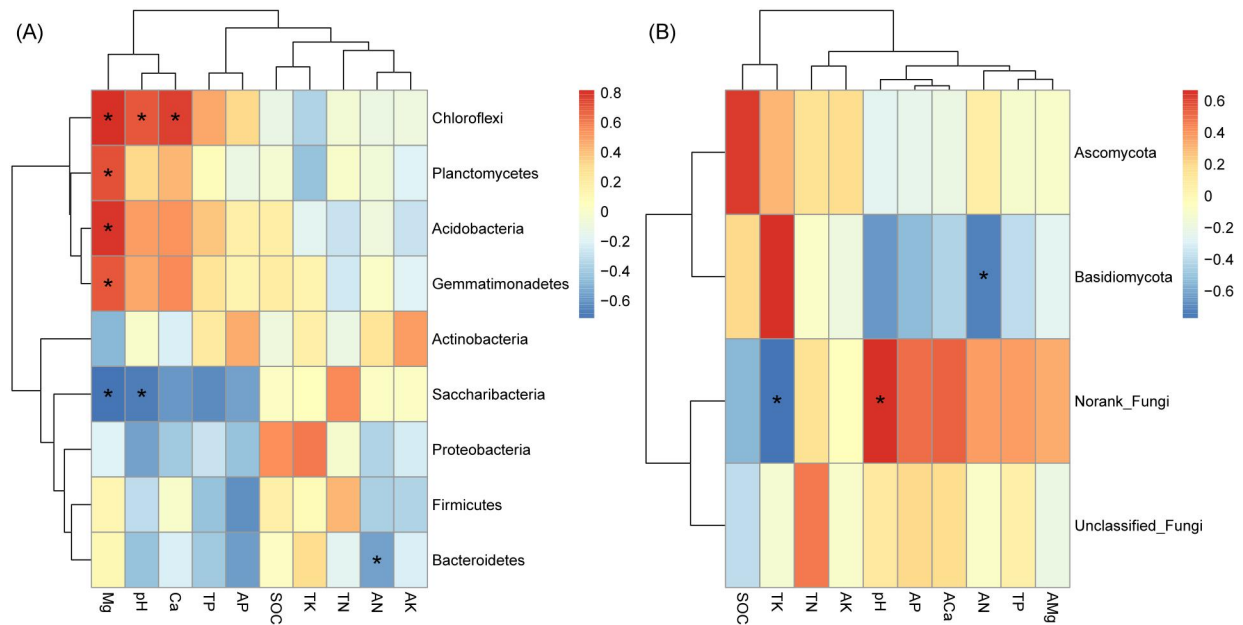 (A)
0.8
0.6
0.4
0.2
0
−0.2
−0.4
−0.6
Chloroflexi
Planctomycetes
Acidobacteria
Gemmatimonadetes
Actinobacteria
Saccharibacteria
Proteobacteria
Firmicutes
Bacteroidetes
* * *
*
*
*
* *
*
Mg pH Ca TP AP SOC TK TN AN AK
(B)
0.6
0.4
0.2
0
−0.2
−0.4
−0.6
Ascomycota
Basidiomycota
Norank_Fungi
Unclassified_Fungi
*
* *
SOC TK TN AK pH AP ACa AN TP AMg